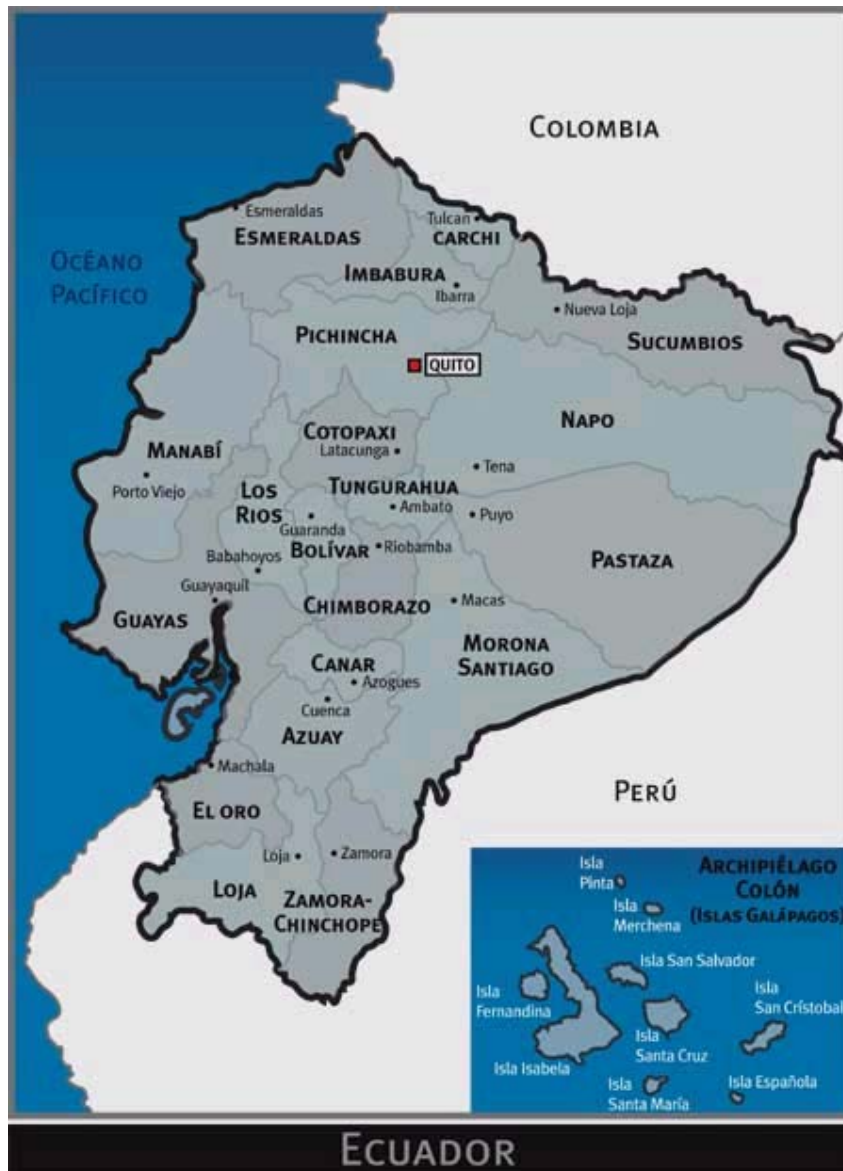 COLOMBIA
Esmeraldas
ESMERALDAS
Tulcan
CARCHI
OCÉANO
PACÍFICO
IMBABURA
Ibarra
Nueva Loja
SUCUMBIOS
PICHINCHA
QUITO
NAPO
COTOPAXI
Latacunga
MANABÍ
Porto Viejo
Tena
TUNGURAHUA
LOS
RIOS
Ambato
Guaranda
Puyo
BOLÍVAR
Riobamba
Babahoyos
PASTAZA
Guayaquíl
GUAYAS
CHIMBORAZO
Macas
MORONA
SANTIAGO
CANAR
Azogues
Cuenca
AZUAY
Machala
PERÚ
EL ORO
Loja
Zamora
LOJA
ZAMORA-
CHINCHOPE
ARCHIPIÉLAGO
COLÓN
(ISLAS GALÁPAGOS)
Isla
Pinta
Isla
Merchena
Isla San Salvador
Isla
Fernandina
Isla
San Crístobal
Isla
Santa Cruz
Isla Isabela
Isla
Santa María
Isla Española
ECUADOR